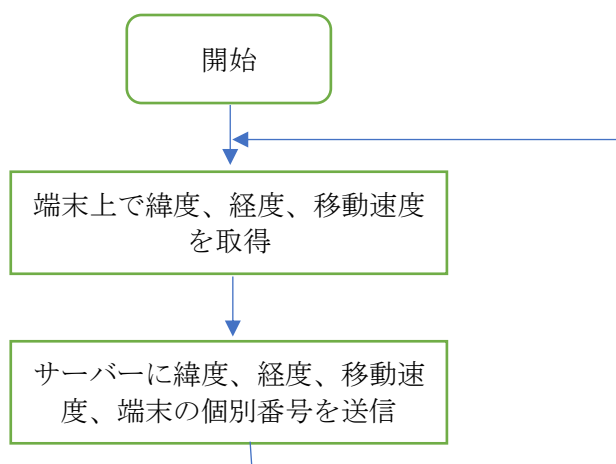 開始
端末上で緯度、経度、移動速度
を取得
サーバーに緯度、経度、移動速
度、端末の個別番号を送信